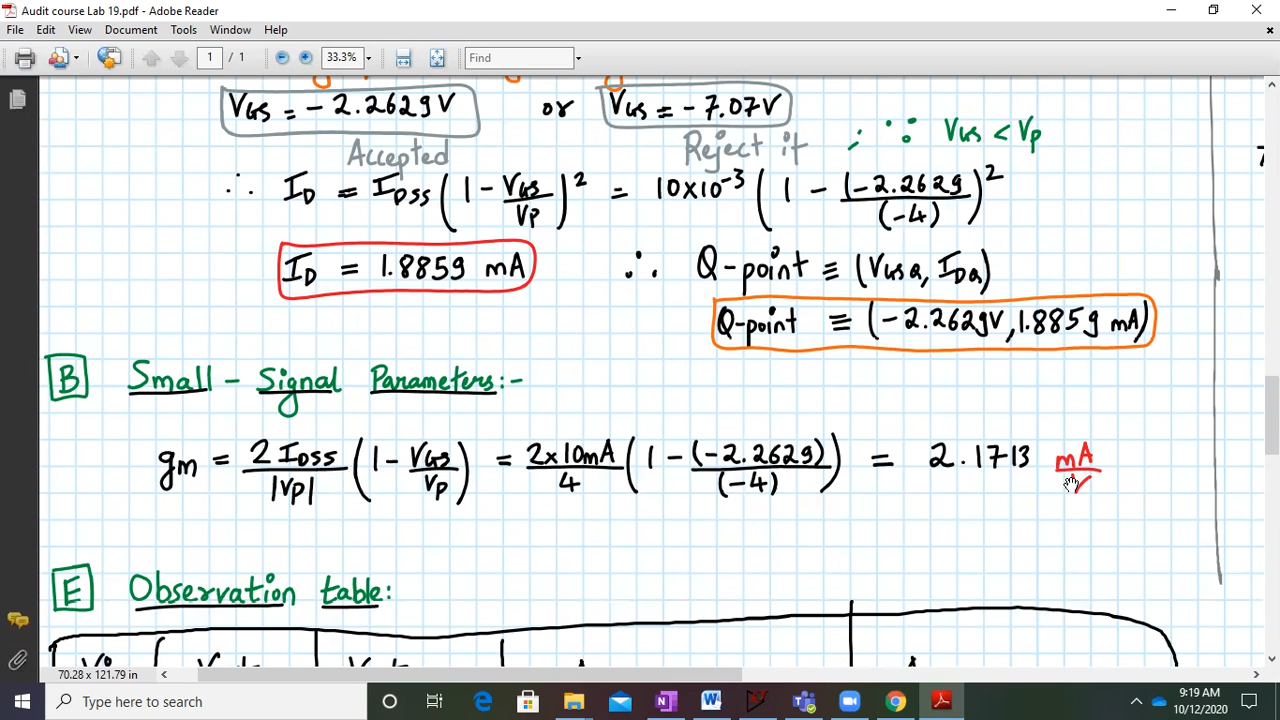 Audit course Lab 19.pdf - Adobe Reader
File Edit View Document Tools Window Help
1 / 1 33.3% Find
VGS = - 2.2629V or VGS = - 7.07V
Accepted Reject it ∵ VGS < Vp
∴ ID = IDSS (1 - VGS/Vp)² = 10×10⁻³ (1 - (-2.2629)/(-4))²
ID = 1.8859 mA ∴ Q-point ≡ (VGSQ, IDQ)
Q-point ≡ (-2.2629V, 1.8859 mA)
B Small - Signal Parameters:-
gm = 2 IDSS/|Vp| (1 - VGS/Vp) = 2×10mA/4 (1 - (-2.2629)/(-4)) = 2.1713 mA/V
E Observation table:
70.28 x 121.79 in
Type here to search
9:19 AM
10/12/2020